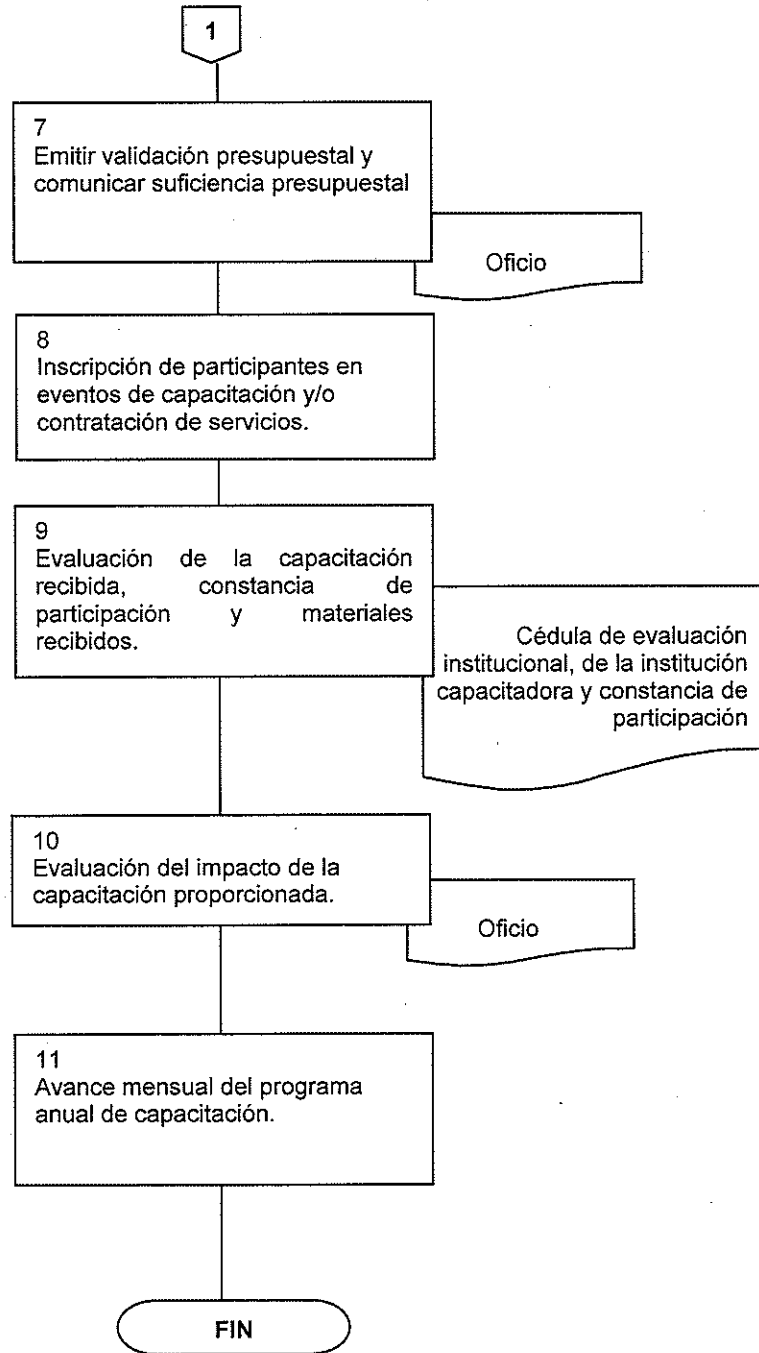 1
7
Emitir validación presupuestal y
comunicar suficiencia presupuestal
Oficio
8
Inscripción de participantes en
eventos de capacitación y/o
contratación de servicios.
9
Evaluación de la capacitación
recibida, constancia de
participación y materiales
recibidos.
Cédula de evaluación
institucional, de la institución
capacitadora y constancia de
participación
10
Evaluación del impacto de la
capacitación proporcionada.
Oficio
11
Avance mensual del programa
anual de capacitación.
FIN